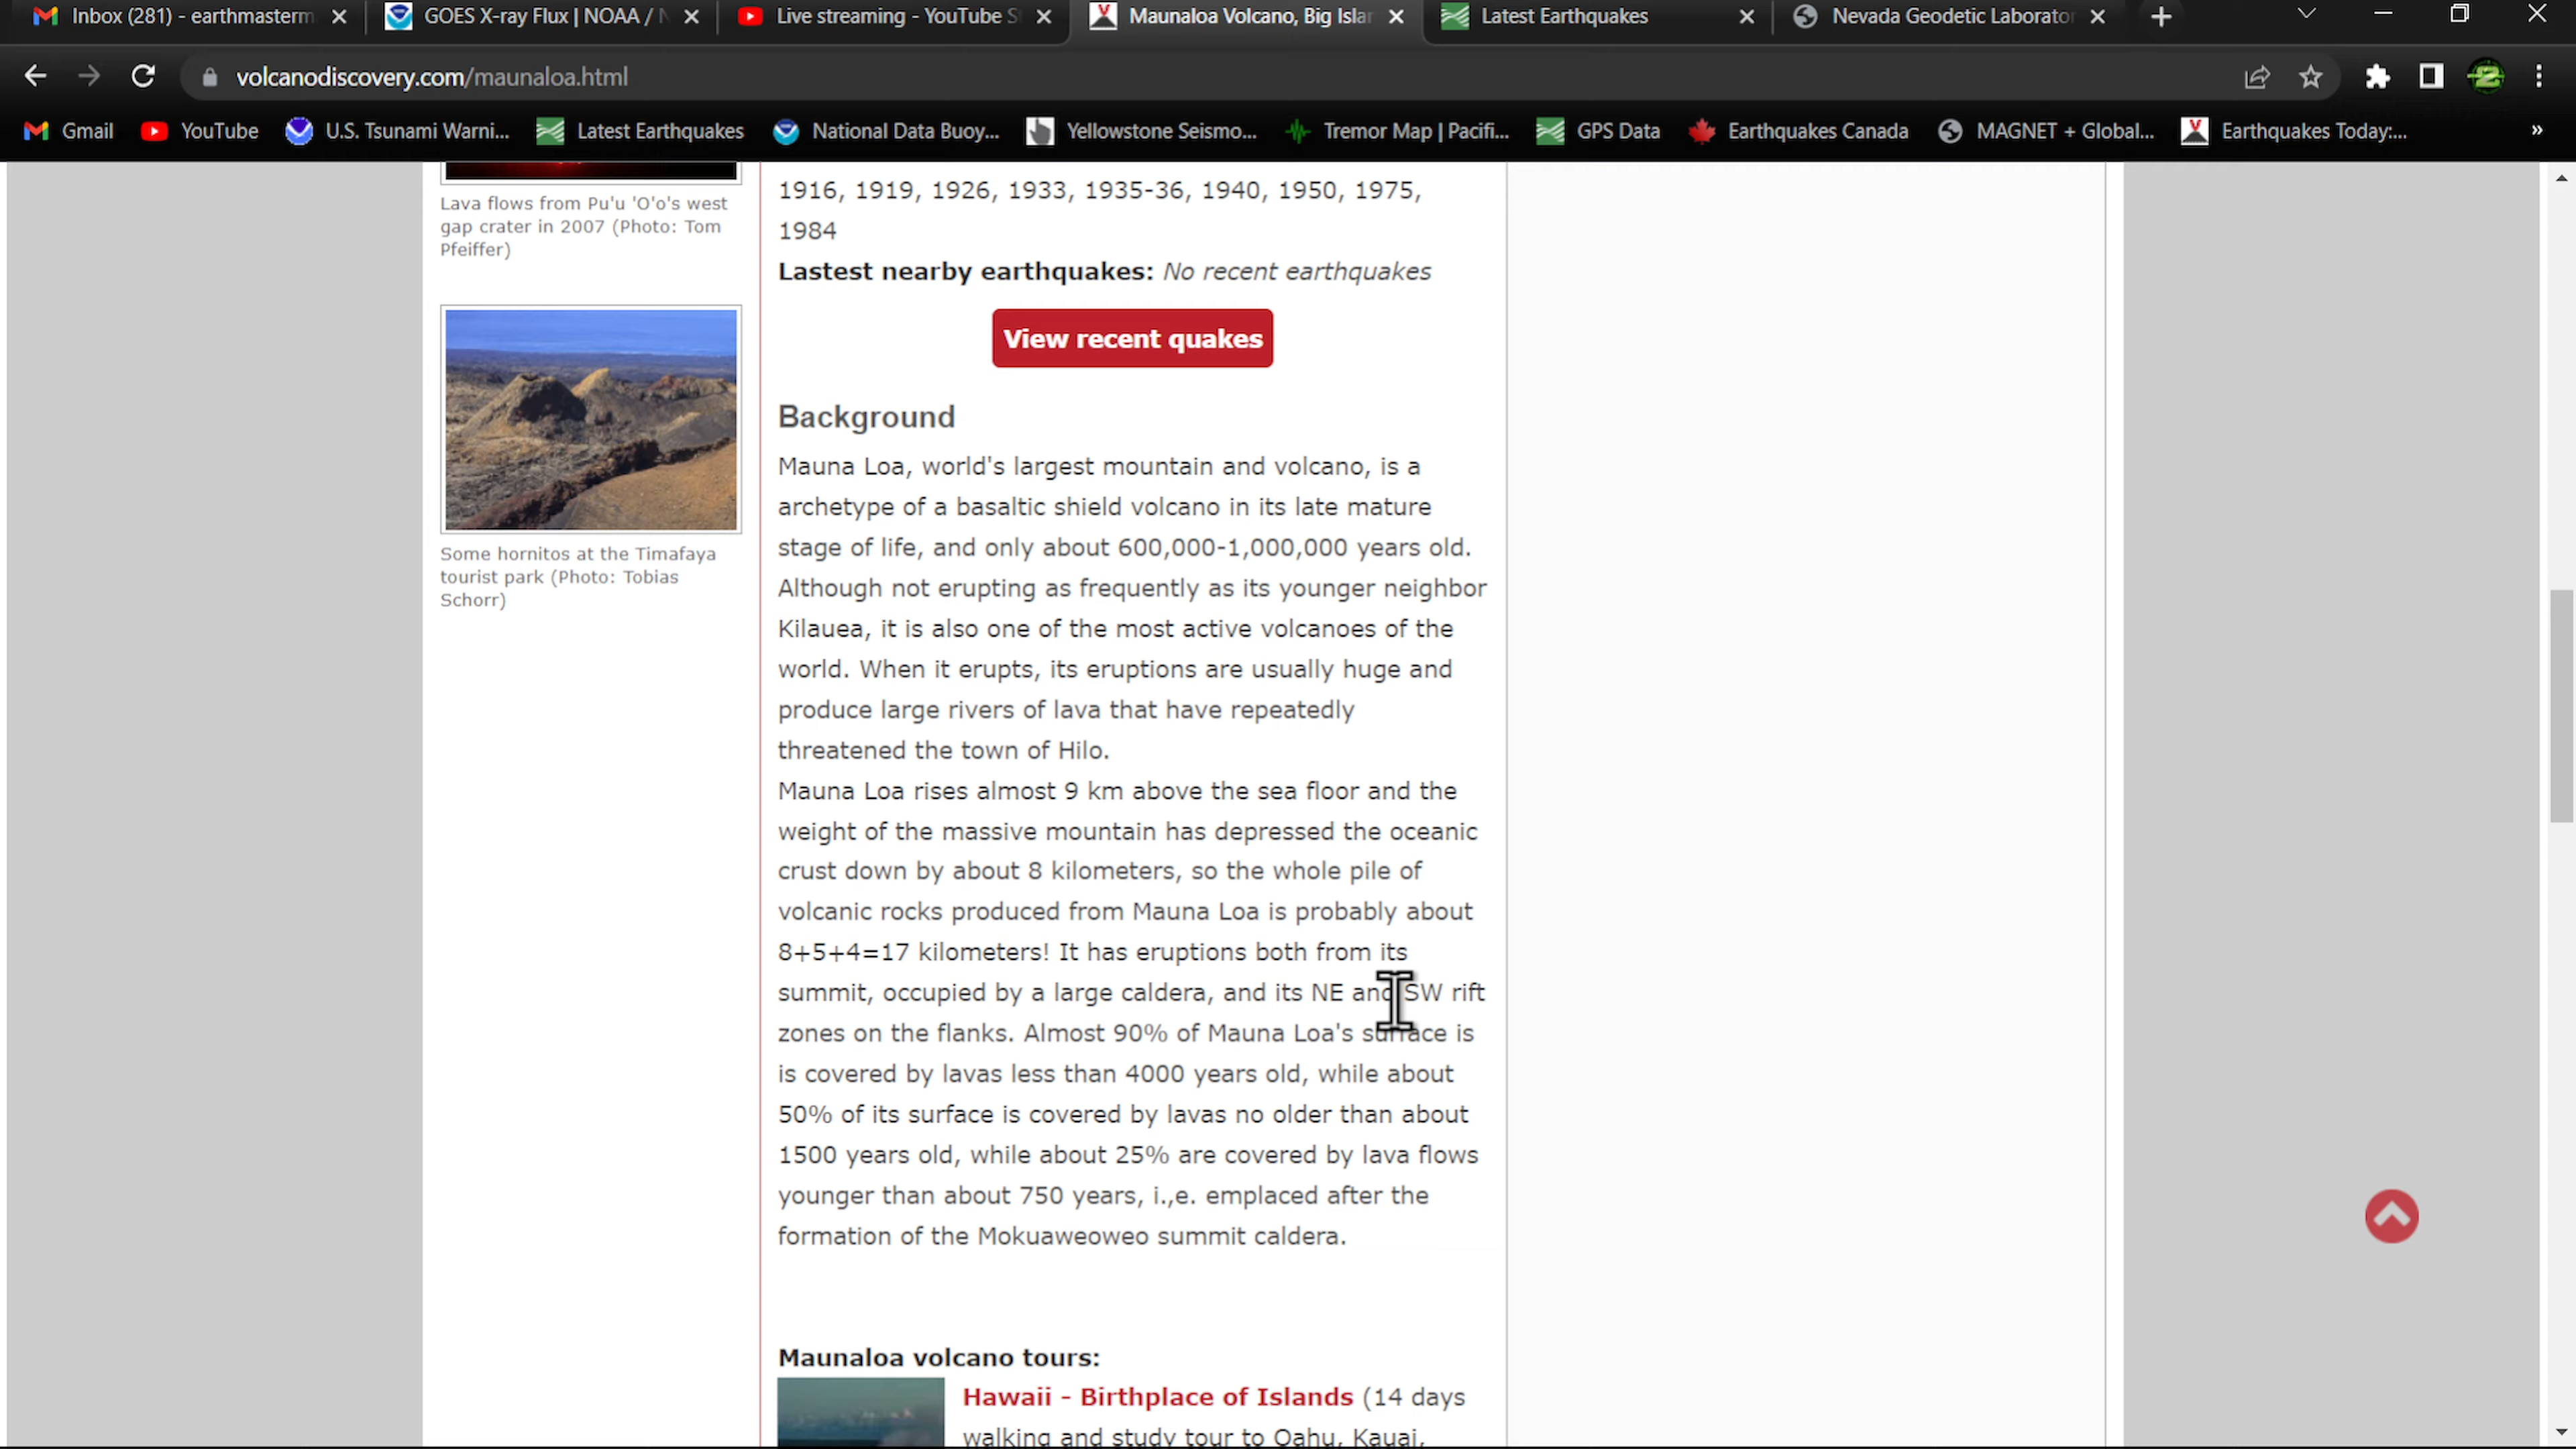 Inbox (281) - earthmasterm
GOES X-ray Flux | NOAA / N
Live streaming - YouTube S
Maunaloa Volcano, Big Islar
Latest Earthquakes
Nevada Geodetic Laborator
volcanodiscovery.com/maunaloa.html
Gmail
YouTube
U.S. Tsunami Warni...
Latest Earthquakes
National Data Buoy...
Yellowstone Seismo...
Tremor Map | Pacifi...
GPS Data
Earthquakes Canada
MAGNET + Global...
Earthquakes Today:...
Lava flows from Pu'u 'O'o's west
gap crater in 2007 (Photo: Tom
Pfeiffer)
Some hornitos at the Timafaya
tourist park (Photo: Tobias
Schorr)
1916, 1919, 1926, 1933, 1935-36, 1940, 1950, 1975,
1984
Lastest nearby earthquakes: No recent earthquakes
View recent quakes
Background
Mauna Loa, world's largest mountain and volcano, is a
archetype of a basaltic shield volcano in its late mature
stage of life, and only about 600,000-1,000,000 years old.
Although not erupting as frequently as its younger neighbor
Kilauea, it is also one of the most active volcanoes of the
world. When it erupts, its eruptions are usually huge and
produce large rivers of lava that have repeatedly
threatened the town of Hilo.
Mauna Loa rises almost 9 km above the sea floor and the
weight of the massive mountain has depressed the oceanic
crust down by about 8 kilometers, so the whole pile of
volcanic rocks produced from Mauna Loa is probably about
8+5+4=17 kilometers! It has eruptions both from its
summit, occupied by a large caldera, and its NE and SW rift
zones on the flanks. Almost 90% of Mauna Loa's surface is
is covered by lavas less than 4000 years old, while about
50% of its surface is covered by lavas no older than about
1500 years old, while about 25% are covered by lava flows
younger than about 750 years, i.,e. emplaced after the
formation of the Mokuaweoweo summit caldera.
Maunaloa volcano tours:
Hawaii - Birthplace of Islands (14 days
walking and study tour to Oahu, Kauai,